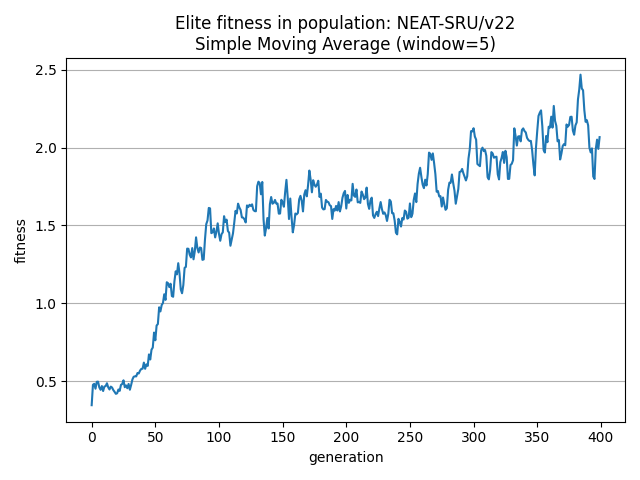 Elite fitness in population: NEAT-SRU/v22
Simple Moving Average (window=5)
2.5
2.0
1.5
1.0
0.5
fitness
0 50 100 150 200 250 300 350 400
generation